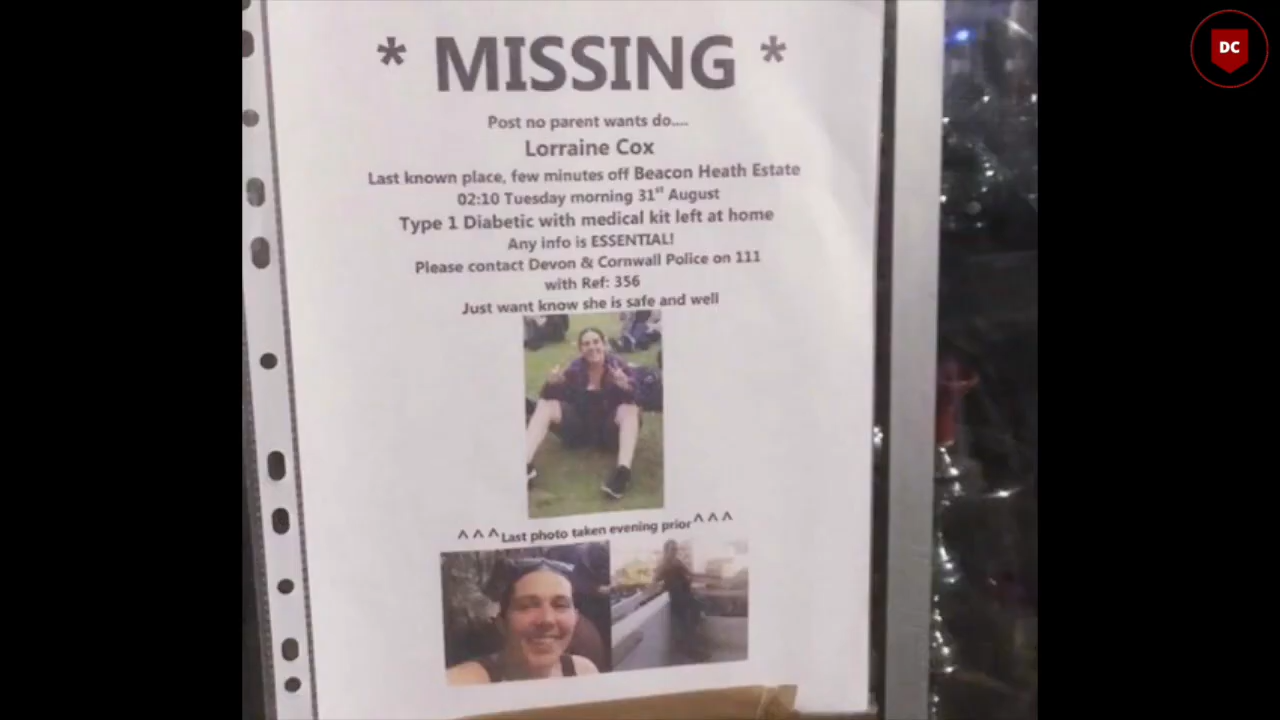 DC
* MISSING *
Post no parent wants do....
Lorraine Cox
Last known place, few minutes off Beacon Heath Estate
02:10 Tuesday morning 31st August
Type 1 Diabetic with medical kit left at home
Any info is ESSENTIAL!
Please contact Devon & Cornwall Police on 111
with Ref: 356
Just want know she is safe and well
^^^Last photo taken evening prior^^^